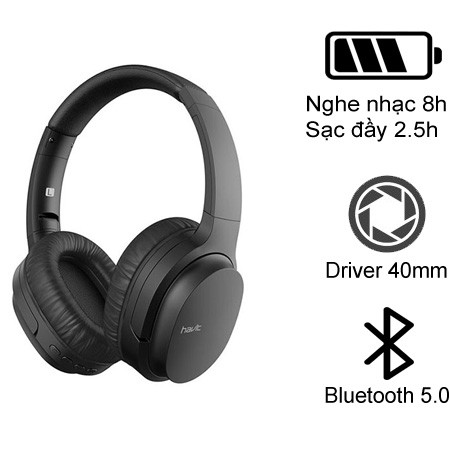 L
havit
Nghe nhạc 8h
Sạc đầy 2.5h
Driver 40mm
Bluetooth 5.0